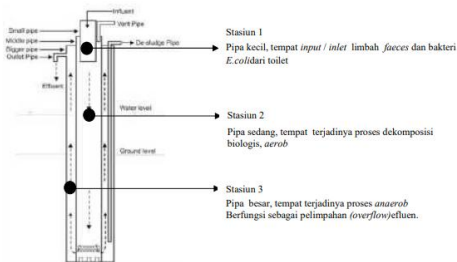 Influent
Vent Pipe
Small pipe
Middle pipe
De-sludge Pipe
Bigger pipe
Outlet Pipe
Effluent
Water level
Ground level
Stasiun 1
Pipa kecil, tempat input / inlet limbah faeces dan bakteri
E.colidari toilet
Stasiun 2
Pipa sedang, tempat terjadinya proses dekomposisi
biologis, aerob
Stasiun 3
Pipa besar, tempat terjadinya proses anaerob
Berfungsi sebagai pelimpahan (overflow)efluen.